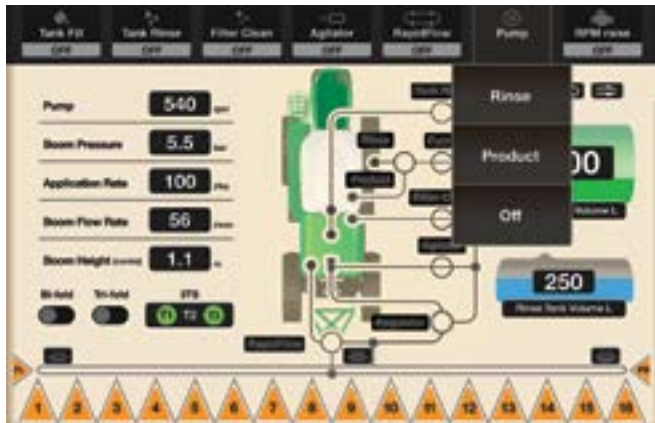 Tank Fill
Tank Rinse
Filter Clean
Agitator
RapidFlow
Pump
RPM raise
OFF
OFF
OFF
OFF
OFF
OFF
Rinse
Product
Off
Pump 540 rpm
Boom Pressure 5.5 bar
Application Rate 100
Boom Flow Rate 56
Boom Height 1.1 m
Bi-fold
Tri-fold
T1 T2 T3
Rinse
Product
Agitator
Regulator
RapidFlow
00
Volume L
250
Rinse Tank Volume L
1 2 3 4 5 6 7 8 9 10 11 12 13 14 15 16